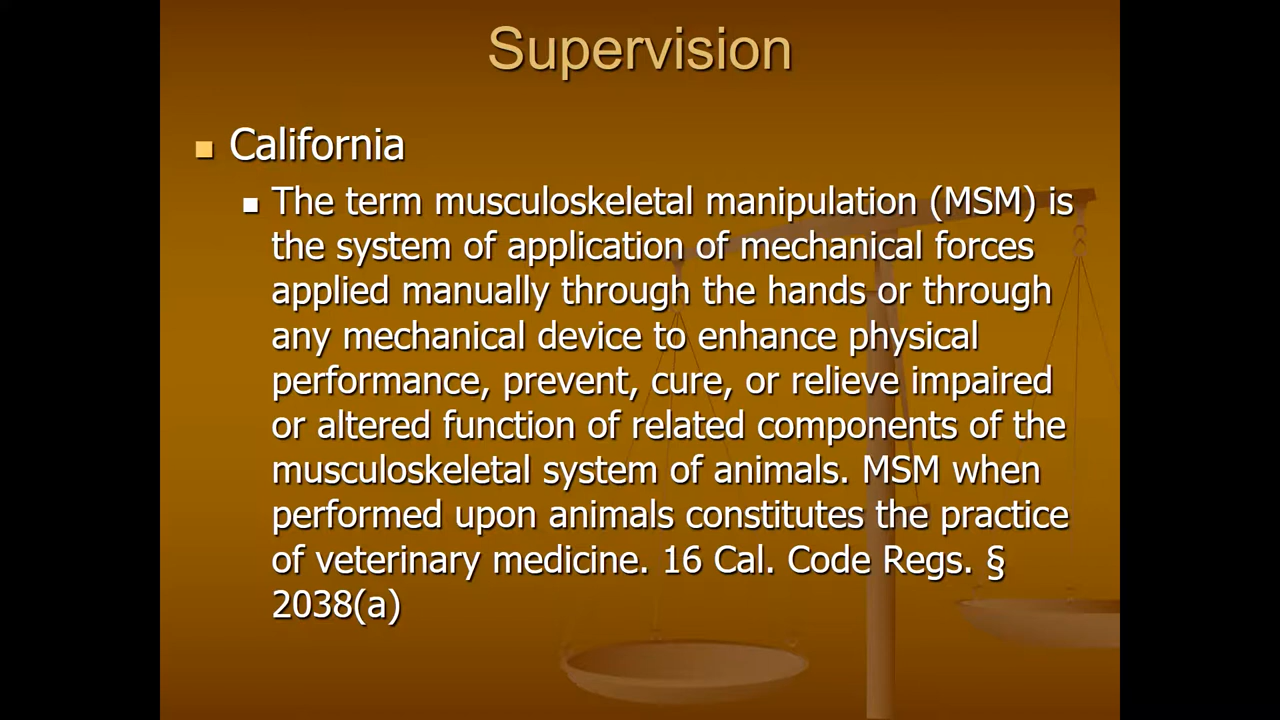 Supervision
California
The term musculoskeletal manipulation (MSM) is
the system of application of mechanical forces
applied manually through the hands or through
any mechanical device to enhance physical
performance, prevent, cure, or relieve impaired
or altered function of related components of the
musculoskeletal system of animals. MSM when
performed upon animals constitutes the practice
of veterinary medicine. 16 Cal. Code Regs. §
2038(a)